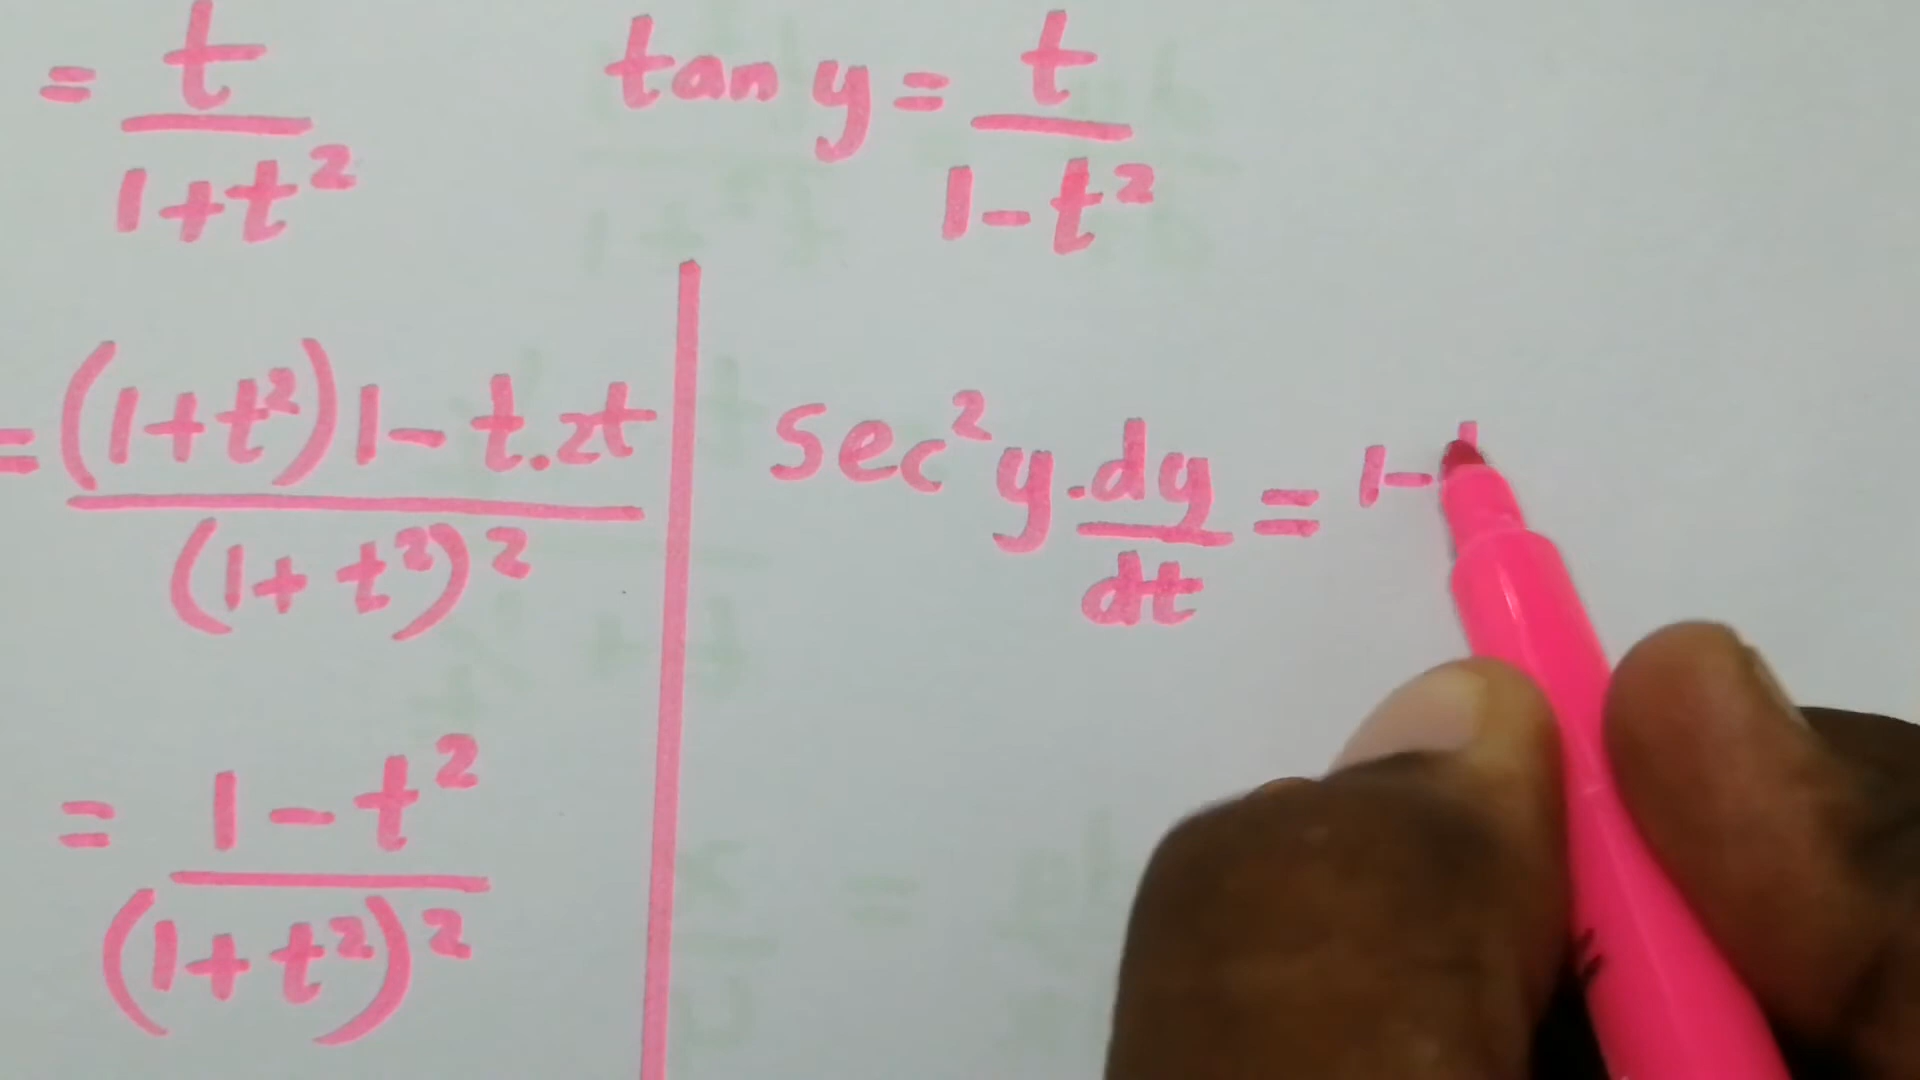 = t/(1+t²)
tan y = t/(1-t²)
= ((1+t²)1 - t.2t)/((1+t²)²)
= (1-t²)/((1+t²)²)
Sec² y . dy/dt = 1-